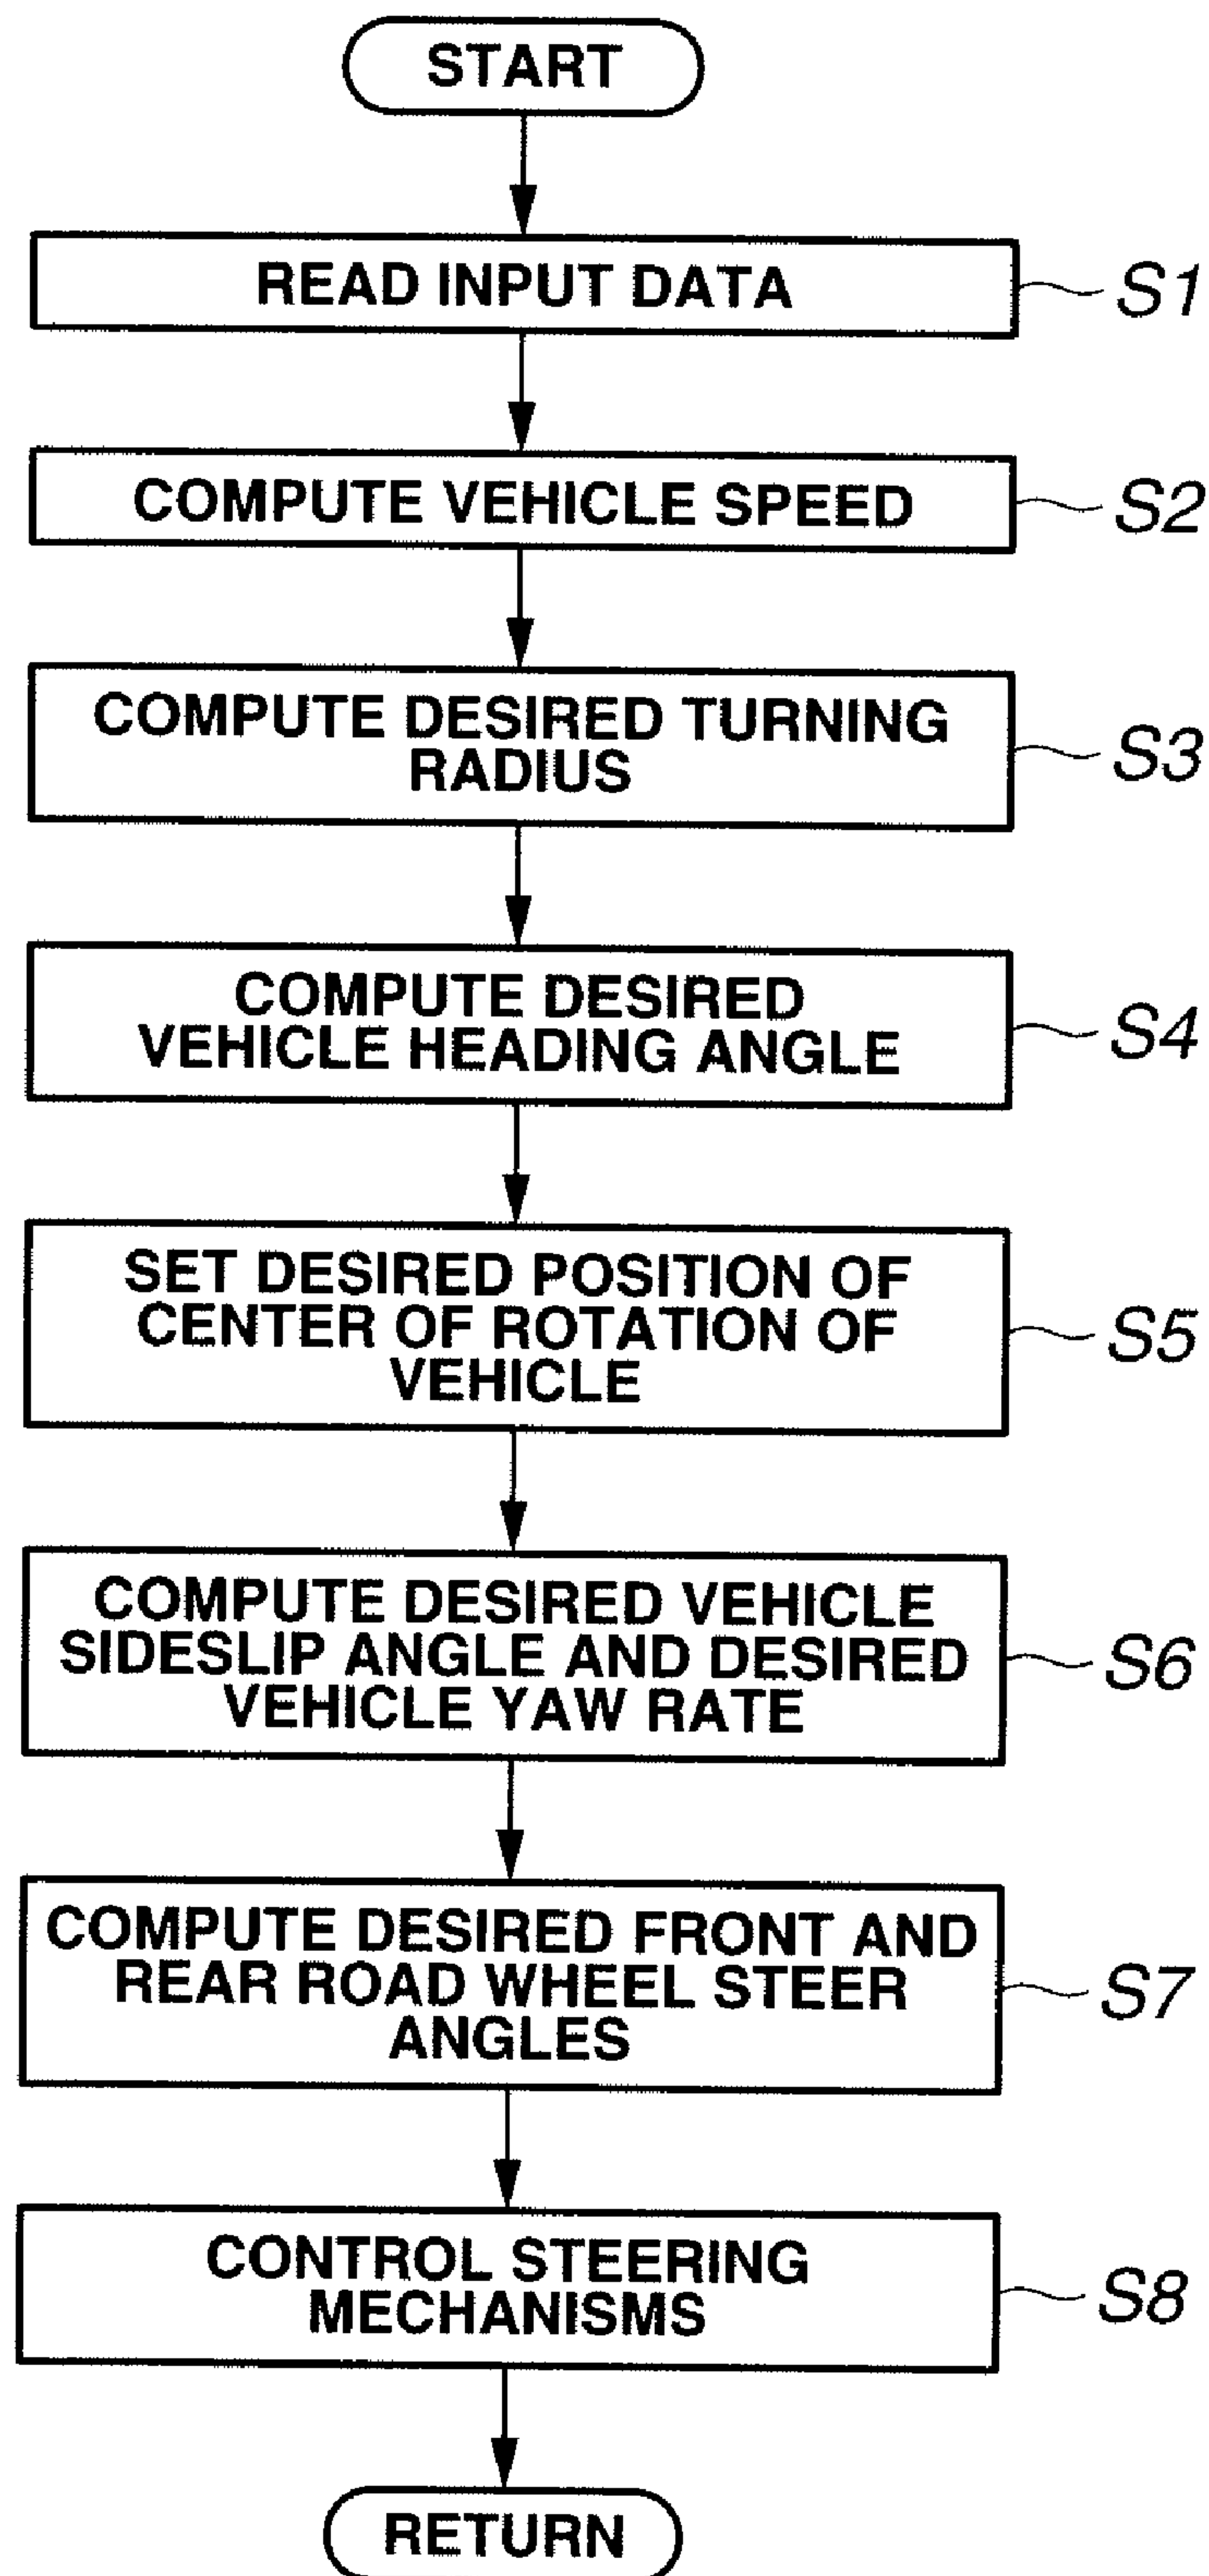 START
READ INPUT DATA
S1
COMPUTE VEHICLE SPEED
S2
COMPUTE DESIRED TURNING
RADIUS
S3
COMPUTE DESIRED
VEHICLE HEADING ANGLE
S4
SET DESIRED POSITION OF
CENTER OF ROTATION OF
VEHICLE
S5
COMPUTE DESIRED VEHICLE
SIDESLIP ANGLE AND DESIRED
VEHICLE YAW RATE
S6
COMPUTE DESIRED FRONT AND
REAR ROAD WHEEL STEER
ANGLES
S7
CONTROL STEERING
MECHANISMS
S8
RETURN